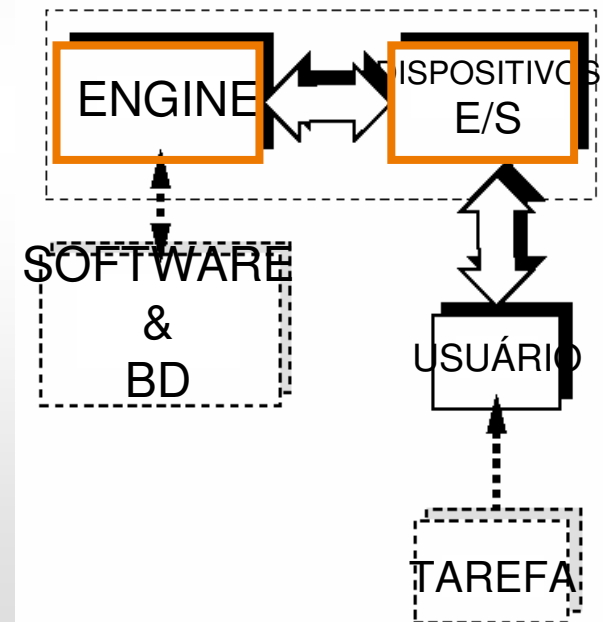 ENGINE
DISPOSITIVOS
E/S
SOFTWARE
&
BD
USUÁRIO
TAREFA